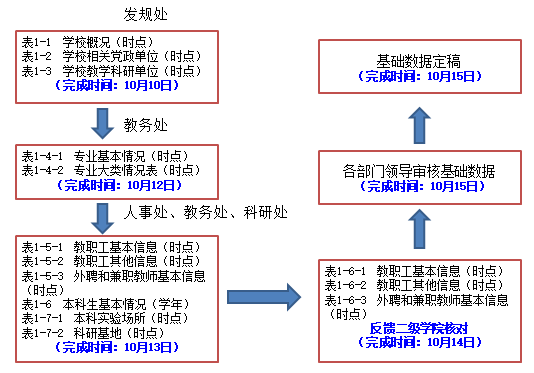 发规处
表1-1 学校概况（时点）
表1-2 学校相关党政单位（时点）
表1-3 学校教学科研单位（时点）
（完成时间：10月10日）
教务处
表1-4-1 专业基本情况（时点）
表1-4-2 专业大类情况表（时点）
（完成时间：10月12日）
人事处、教务处、科研处
表1-5-1 教职工基本信息（时点）
表1-5-2 教职工其他信息（时点）
表1-5-3 外聘和兼职教师基本信息
（时点）
表1-6 本科生基本情况（学年）
表1-7-1 本科实验场所（时点）
表1-7-2 科研基地（时点）
（完成时间：10月13日）
表1-6-1 教职工基本信息（时点）
表1-6-2 教职工其他信息（时点）
表1-6-3 外聘和兼职教师基本信息
（时点）
反馈二级学院核对
（完成时间：10月14日）
各部门领导审核基础数据
（完成时间：10月15日）
基础数据定稿
（完成时间：10月15日）